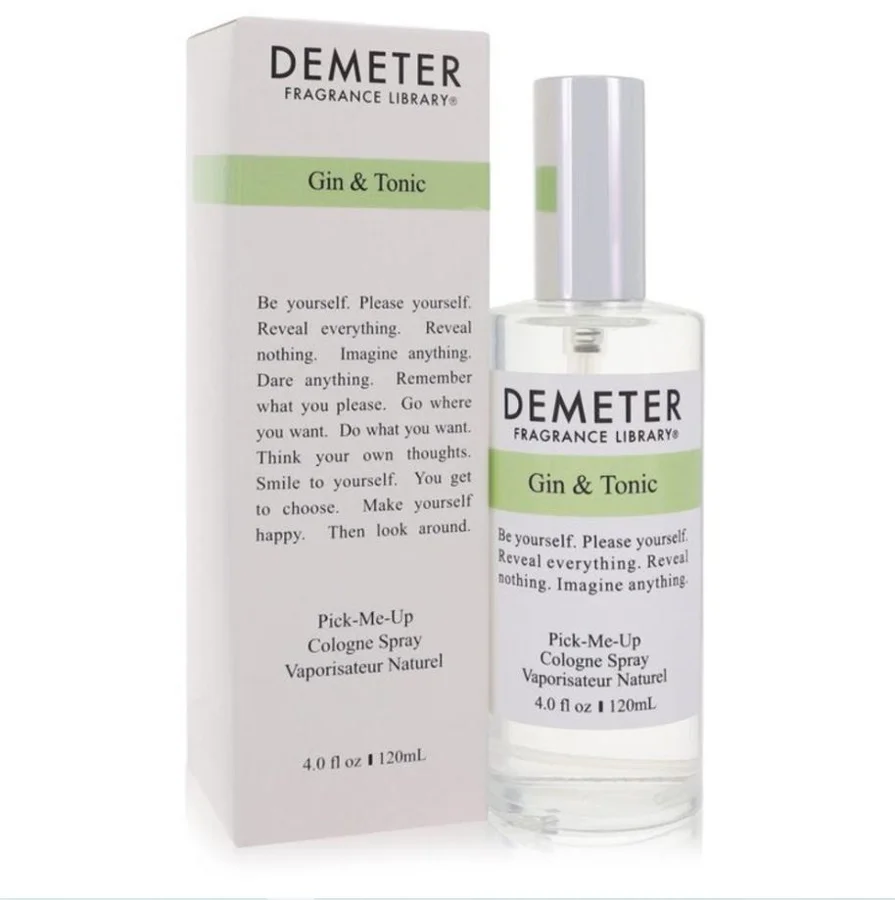 DEMETER
FRAGRANCE LIBRARY®
Gin & Tonic
Be yourself. Please yourself.
Reveal everything. Reveal
nothing. Imagine anything.
Dare anything. Remember
what you please. Go where
you want. Do what you want.
Think your own thoughts.
Smile to yourself. You get
to choose. Make yourself
happy. Then look around.
Pick-Me-Up
Cologne Spray
Vaporisateur Naturel
4.0 fl oz ▮ 120mL
DEMETER
FRAGRANCE LIBRARY®
Gin & Tonic
Be yourself. Please yourself.
Reveal everything. Reveal
nothing. Imagine anything.
Pick-Me-Up
Cologne Spray
Vaporisateur Naturel
4.0 fl oz ▮ 120mL